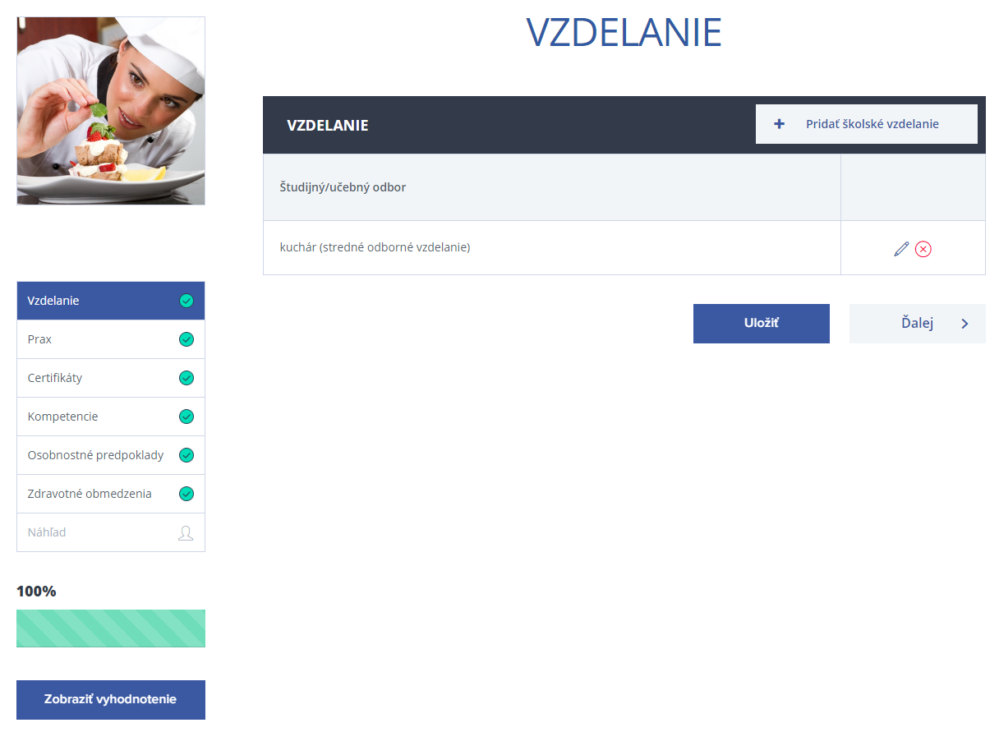 VZDELANIE
VZDELANIE
Pridať školské vzdelanie
Študijný/učebný odbor
kuchár (stredné odborné vzdelanie)
Uložiť
Ďalej
Vzdelanie
Prax
Certifikáty
Kompetencie
Osobnostné predpoklady
Zdravotné obmedzenia
Náhľad
100%
Zobraziť vyhodnotenie